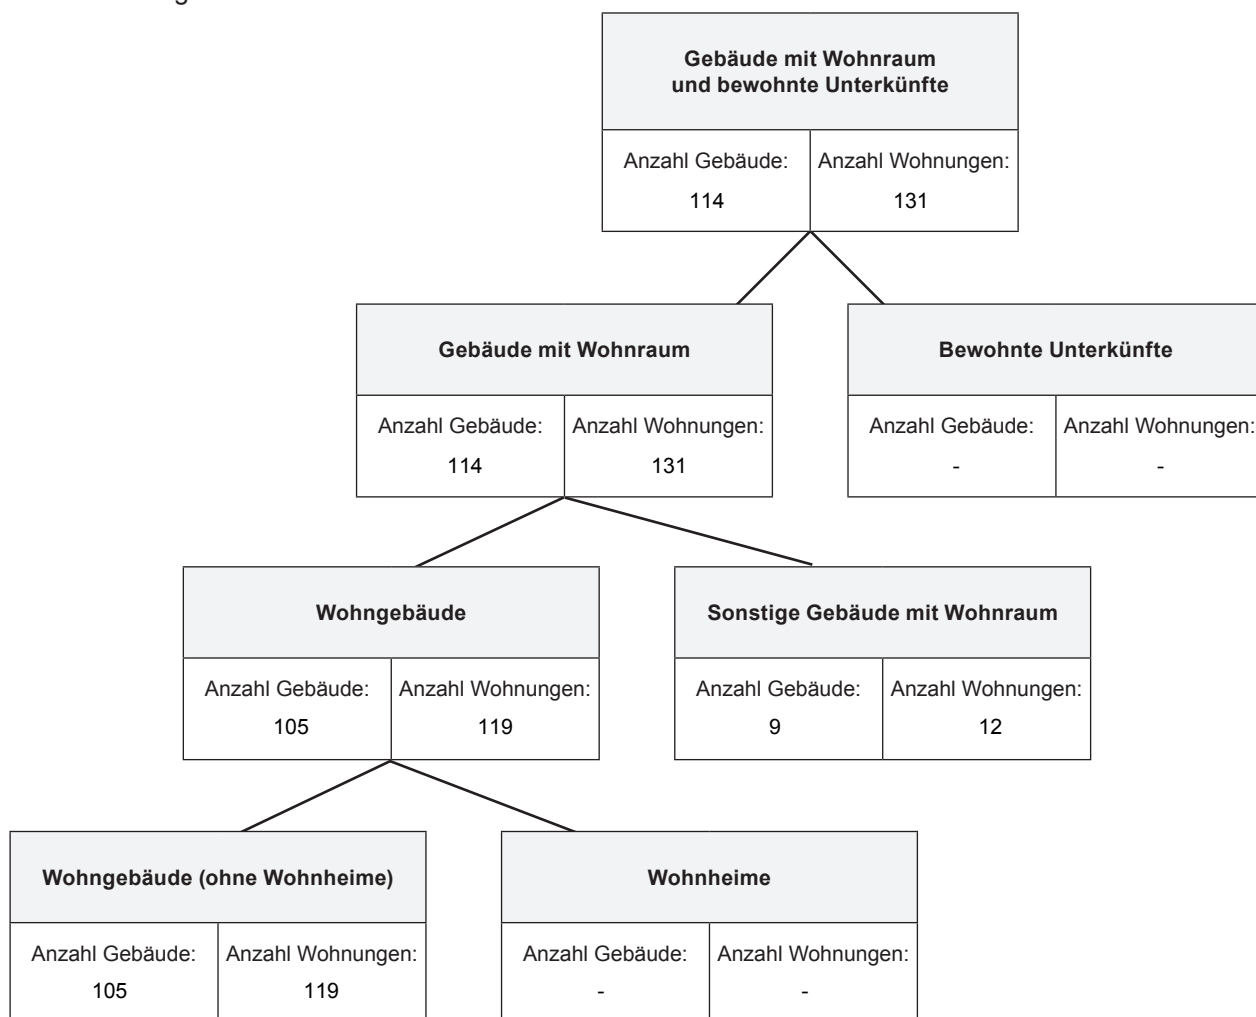 Gebäude mit Wohnraum
und bewohnte Unterkünfte
Anzahl Gebäude: Anzahl Wohnungen:
114 131
Gebäude mit Wohnraum Bewohnte Unterkünfte
Anzahl Gebäude: Anzahl Wohnungen: Anzahl Gebäude: Anzahl Wohnungen:
114 131 - -
Wohngebäude Sonstige Gebäude mit Wohnraum
Anzahl Gebäude: Anzahl Wohnungen: Anzahl Gebäude: Anzahl Wohnungen:
105 119 9 12
Wohngebäude (ohne Wohnheime) Wohnheime
Anzahl Gebäude: Anzahl Wohnungen: Anzahl Gebäude: Anzahl Wohnungen:
105 119 - -